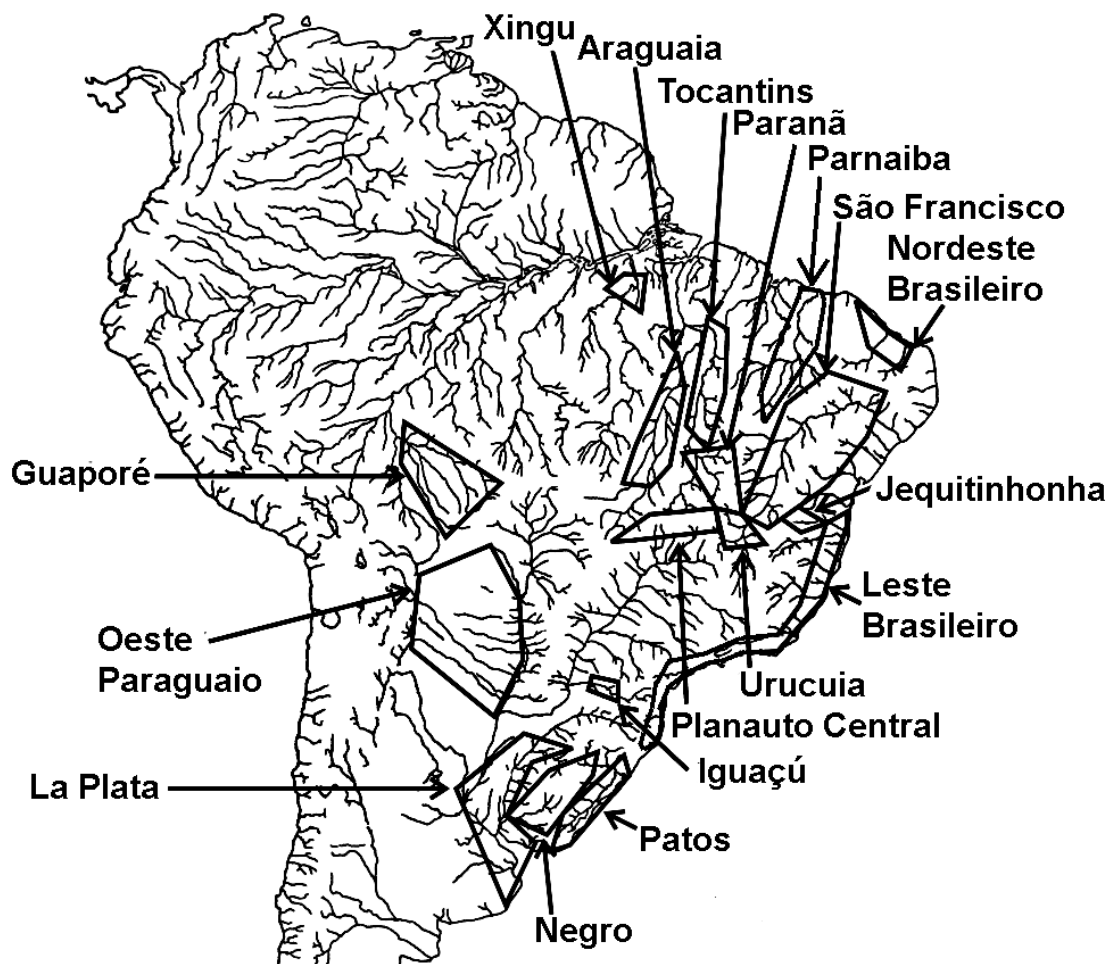 Xingu
Araguaia
Tocantins
Paranã
Parnaiba
São Francisco
Nordeste
Brasileiro
Guaporé
Jequitinhonha
Leste
Brasileiro
Oeste
Paraguaio
Urucuia
Planauto Central
Iguaçú
La Plata
Patos
Negro